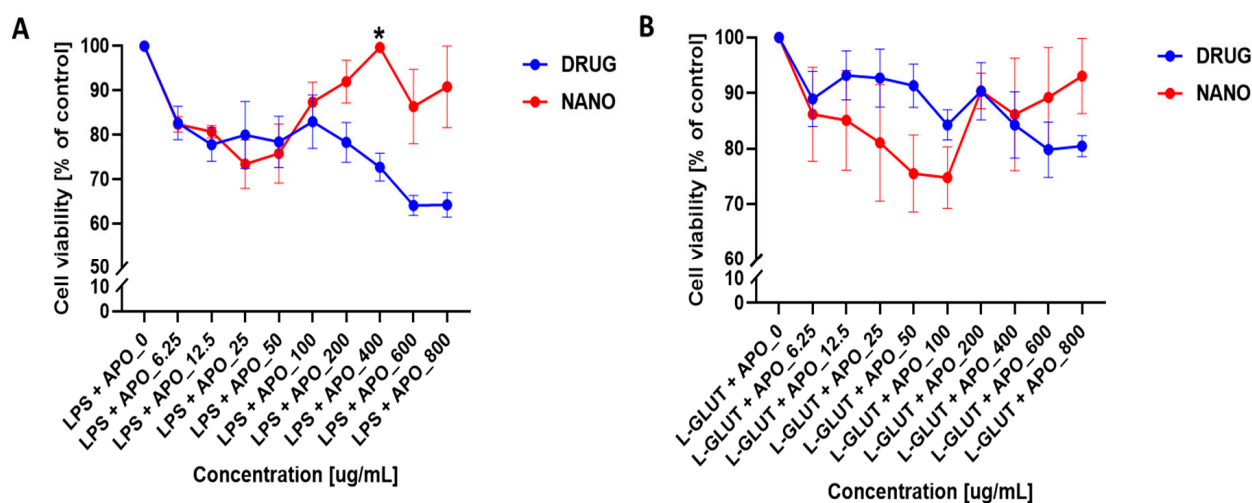 A
Cell viability [% of control]
100
90
80
70
60
50
10
0
*
DRUG
NANO
LPS + APO_0
LPS + APO_6.25
LPS + APO_12.5
LPS + APO_25
LPS + APO_50
LPS + APO_100
LPS + APO_200
LPS + APO_400
LPS + APO_600
LPS + APO_800
Concentration [ug/mL]
B
Cell viability [% of control]
100
90
80
70
60
10
0
DRUG
NANO
L-GLUT + APO_0
L-GLUT + APO_6.25
L-GLUT + APO_12.5
L-GLUT + APO_25
L-GLUT + APO_50
L-GLUT + APO_100
L-GLUT + APO_200
L-GLUT + APO_400
L-GLUT + APO_600
L-GLUT + APO_800
Concentration [ug/mL]